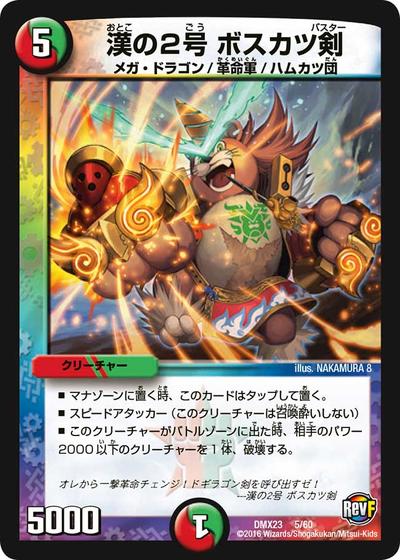 5
おとこ ごう バスター
漢の2号 ボスカツ剣
かくめいぐん だん
メガ・ドラゴン / 革命軍 / ハムカツ団
クリーチャー
illus. NAKAMURA 8
■ マナゾーンに置く時、このカードはタップして置く。
■ スピードアタッカー(このクリーチャーは召喚酔いしない)
■ このクリーチャーがバトルゾーンに出た時、相手のパワー
2000以下のクリーチャーを1体、破壊する。
オレから一撃革命チェンジ!ドギラゴン剣を呼び出すゼ!
---漢の2号 ボスカツ剣
5000
1
DMX23 5/60
©2016 Wizards/Shogakukan/Mitsui-Kids
RevF